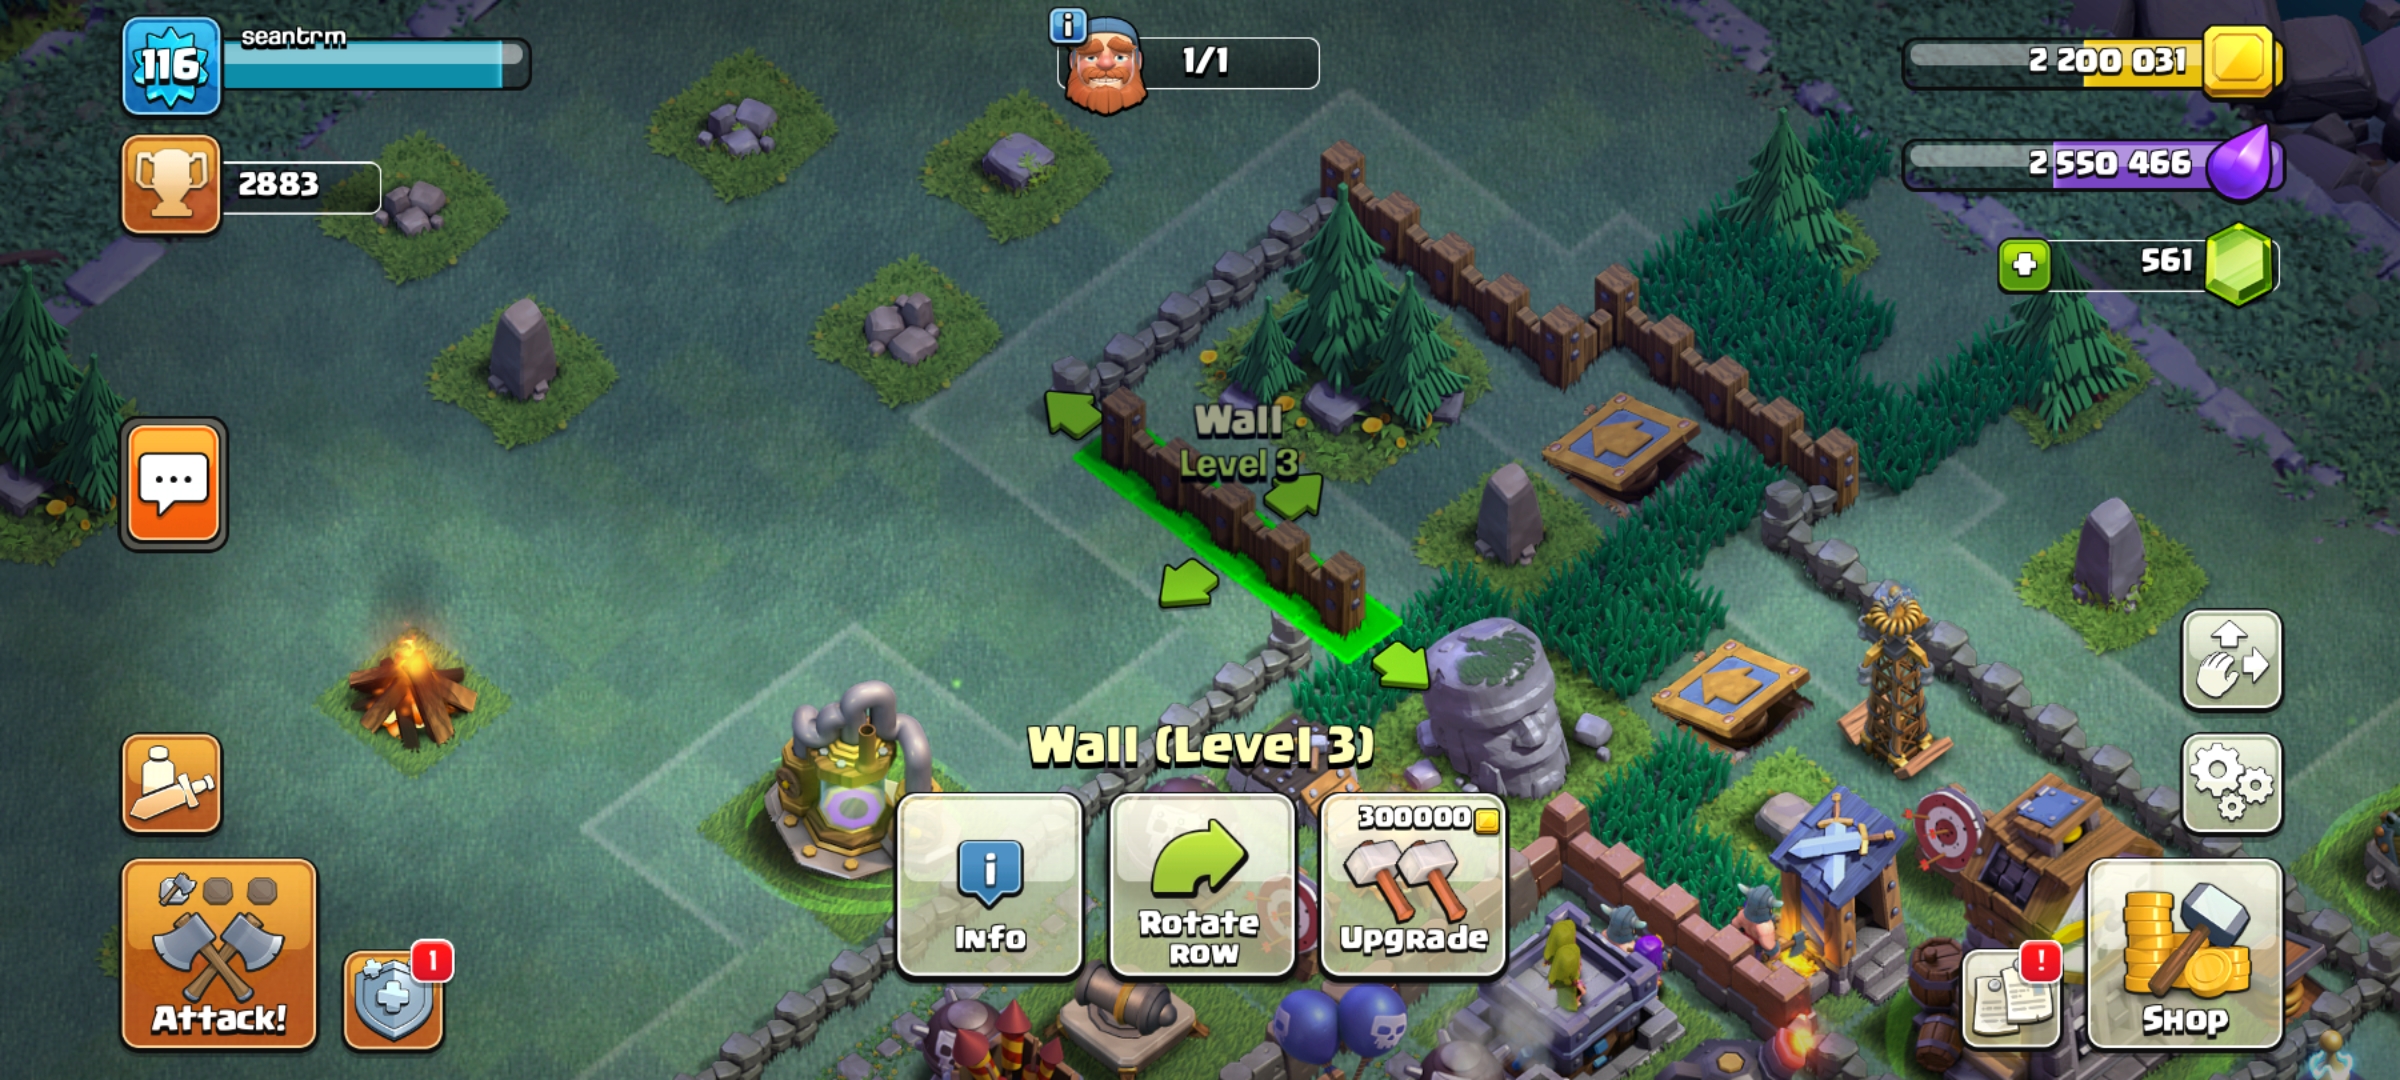 116
seantrm
1/1
2 200 031
2883
2 550 466
561
Wall
Level 3
Wall (Level 3)
300000
Info
Rotate
row
Upgrade
Attack!
1
!
Shop